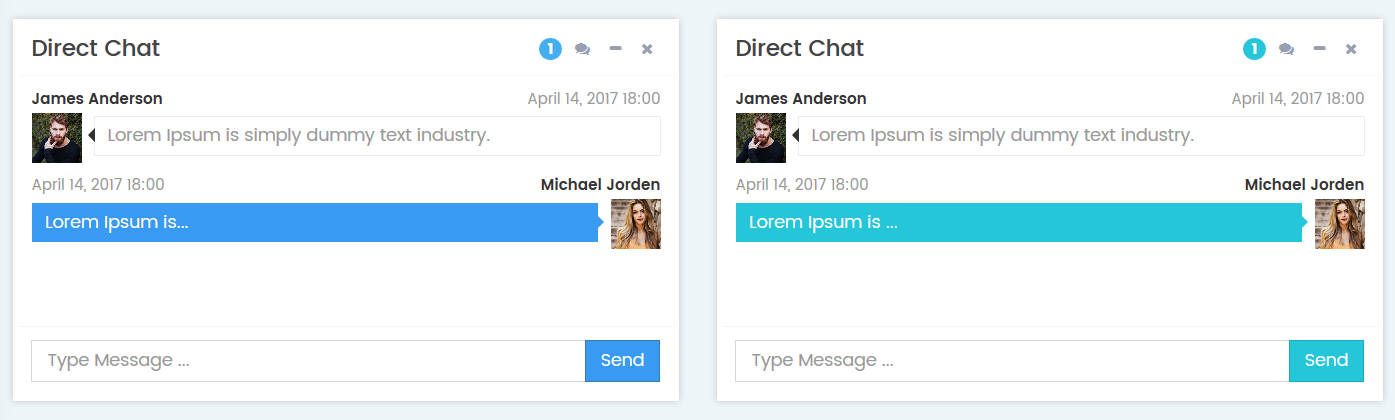 Direct Chat 1
James Anderson April 14, 2017 18:00
Lorem Ipsum is simply dummy text industry.
April 14, 2017 18:00 Michael Jorden
Lorem Ipsum is...
Type Message ... Send
Direct Chat 1
James Anderson April 14, 2017 18:00
Lorem Ipsum is simply dummy text industry.
April 14, 2017 18:00 Michael Jorden
Lorem Ipsum is ...
Type Message ... Send